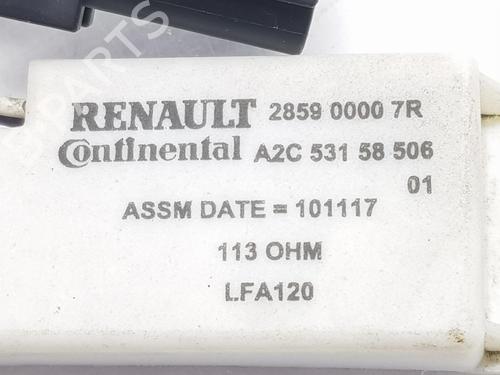 RENAULT 2859 0000 7R
Continental A2C 531 58 506
01
ASSM DATE = 101117
113 OHM
LFA120